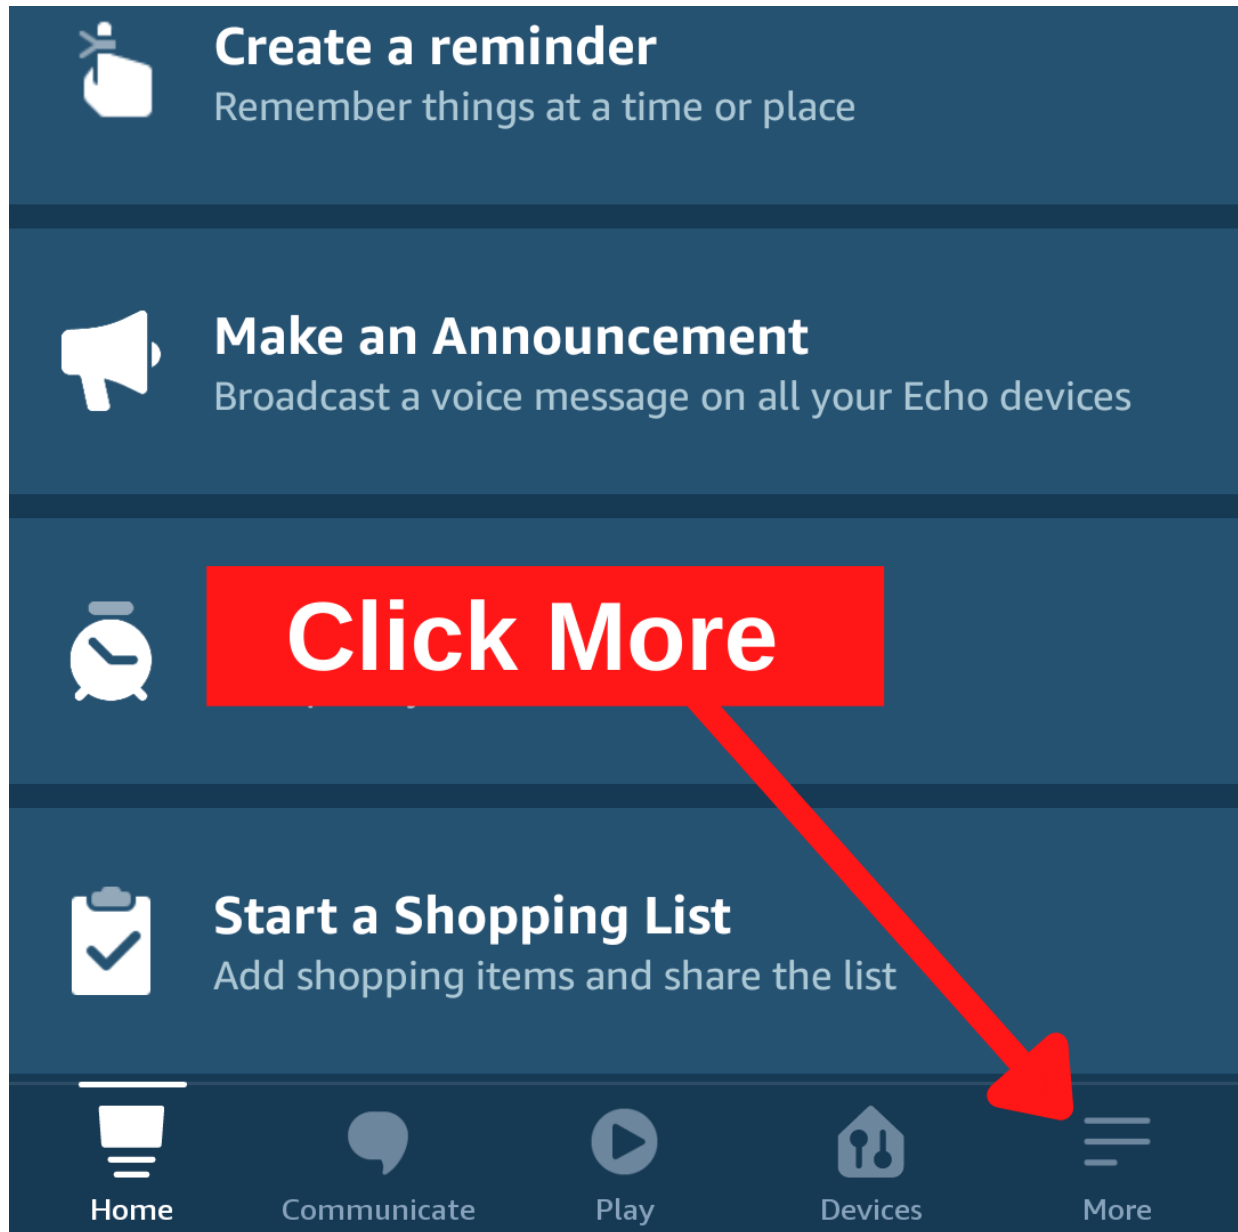 Create a reminder
Remember things at a time or place
Make an Announcement
Broadcast a voice message on all your Echo devices
Click More
Start a Shopping List
Add shopping items and share the list
Home
Communicate
Play
Devices
More